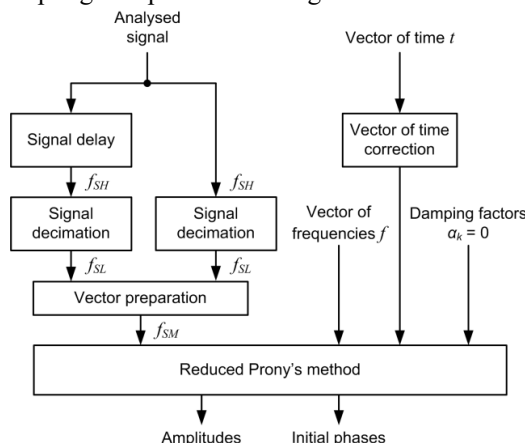 Analysed
signal
Vector of time t
Signal delay
Vector of time
correction
fSH
fSH
Signal
decimation
Signal
decimation
Vector of
frequencies f
Damping factors
αk = 0
fSL
fSL
Vector preparation
fSM
Reduced Prony's method
Amplitudes
Initial phases